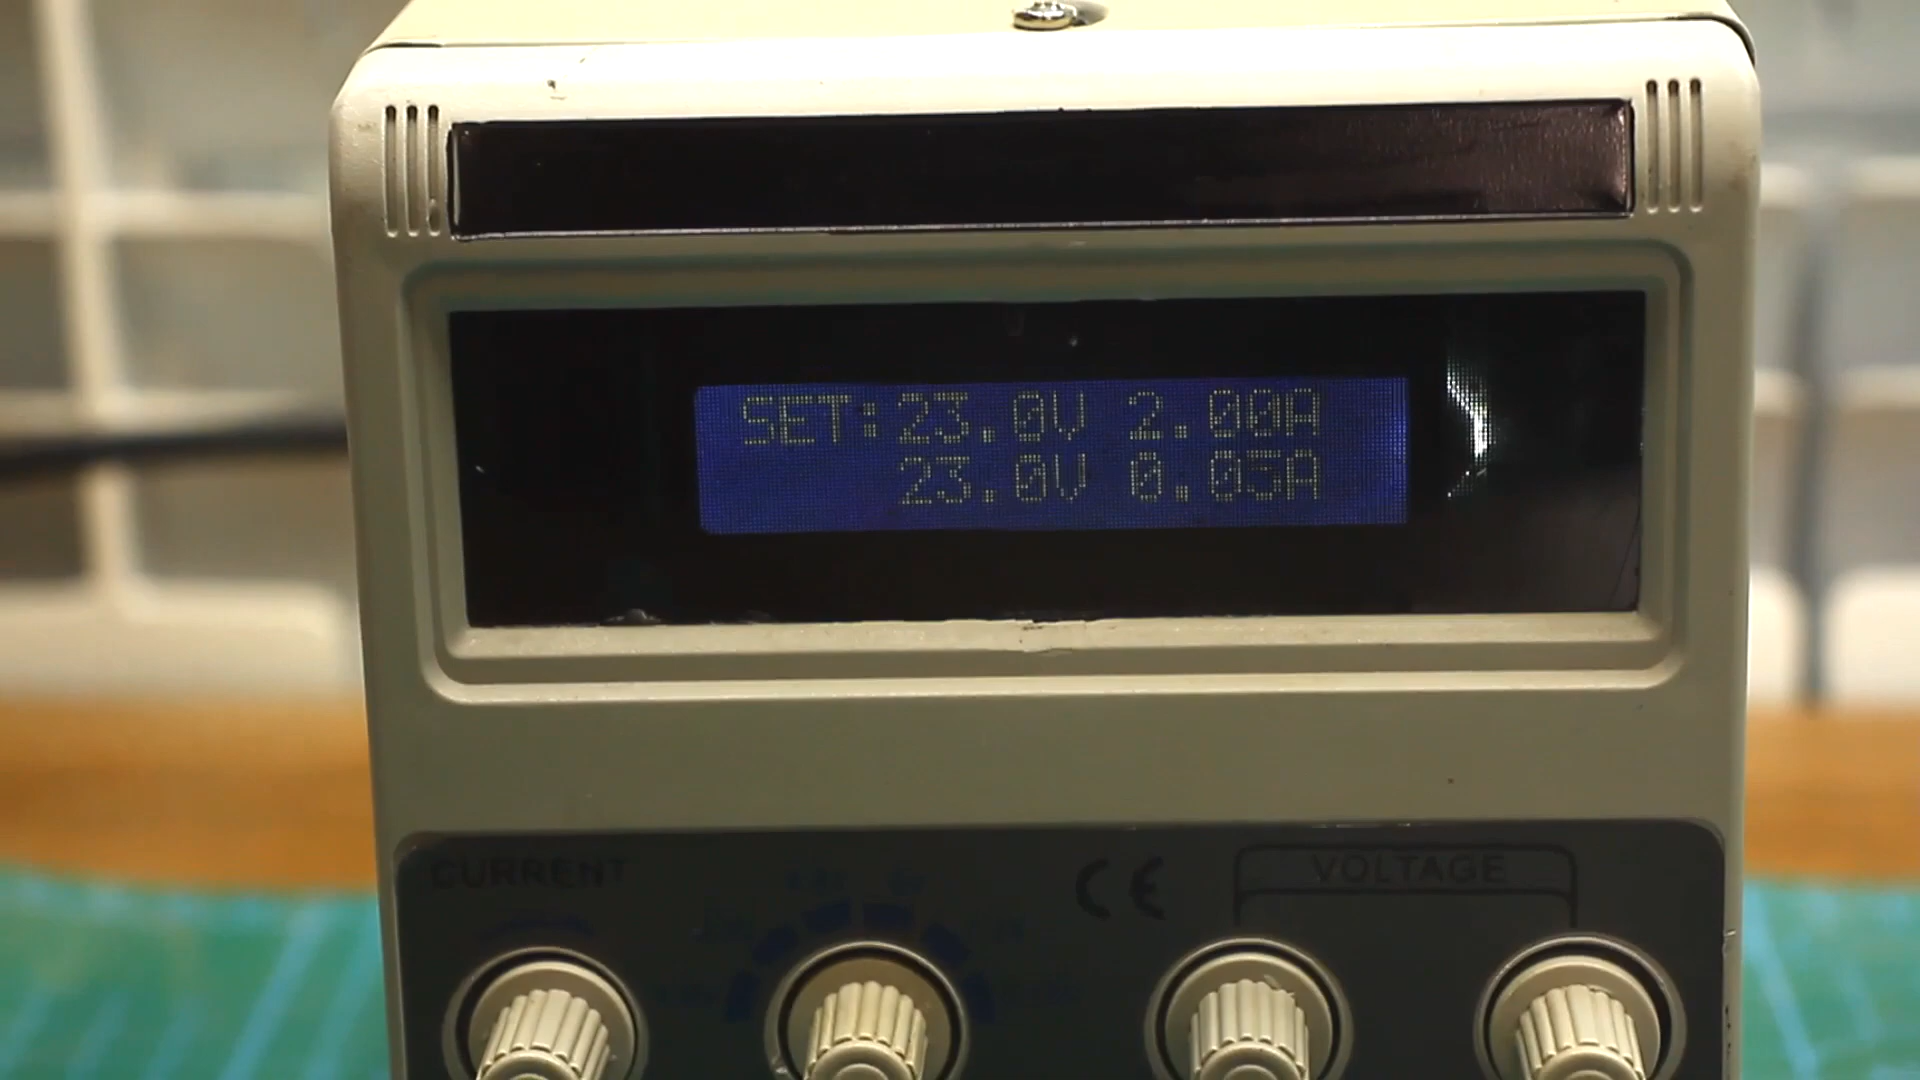 SET:23.0V 2.00A
23.0V 0.05A
CURRENT
CE
VOLTAGE